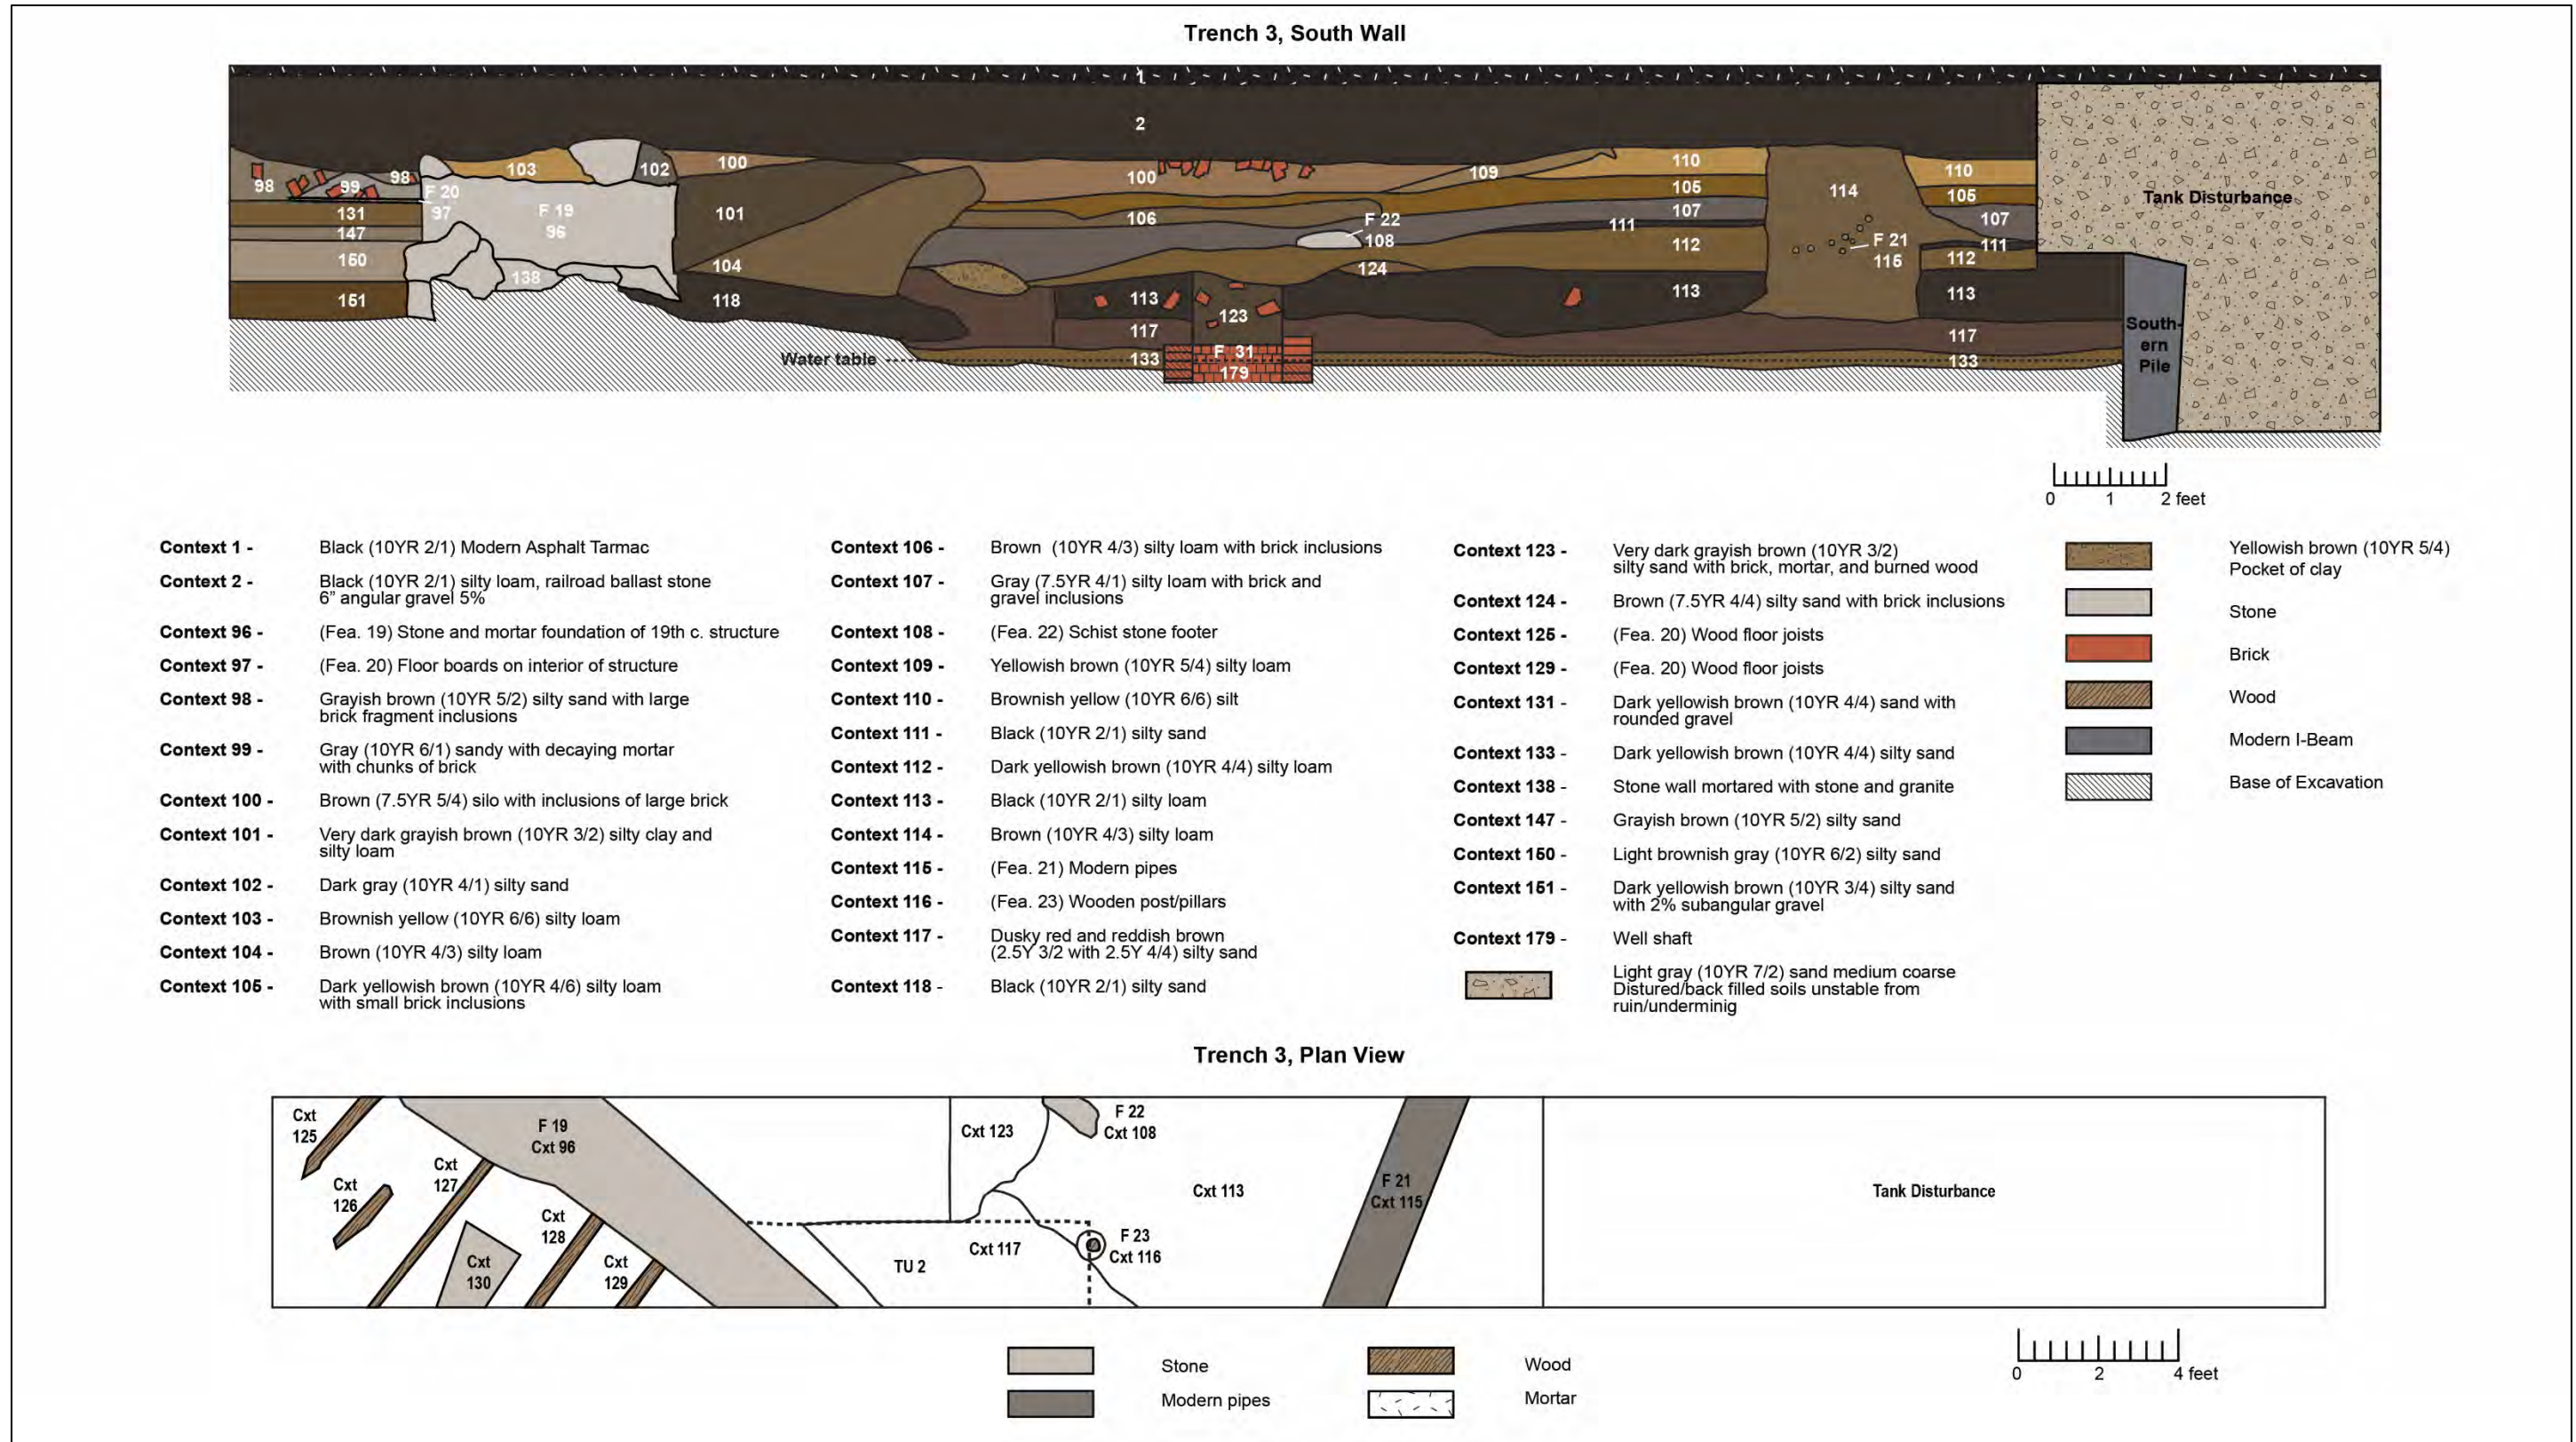 Trench 3, South Wall
1
2
98
99
98
F 20
97
131
147
150
151
103
F 19
96
138
102
100
101
104
118
100
106
109
F 22
108
124
113
123
117
133
F 31
179
Water table
110
105
107
111
112
113
114
F 21
115
110
105
107
111
112
113
117
133
Tank Disturbance
South-
ern
Pile
0 1 2 feet
Context 1 - Black (10YR 2/1) Modern Asphalt Tarmac
Context 2 - Black (10YR 2/1) silty loam, railroad ballast stone
6” angular gravel 5%
Context 96 - (Fea. 19) Stone and mortar foundation of 19th c. structure
Context 97 - (Fea. 20) Floor boards on interior of structure
Context 98 - Grayish brown (10YR 5/2) silty sand with large
brick fragment inclusions
Context 99 - Gray (10YR 6/1) sandy with decaying mortar
with chunks of brick
Context 100 - Brown (7.5YR 5/4) silo with inclusions of large brick
Context 101 - Very dark grayish brown (10YR 3/2) silty clay and
silty loam
Context 102 - Dark gray (10YR 4/1) silty sand
Context 103 - Brownish yellow (10YR 6/6) silty loam
Context 104 - Brown (10YR 4/3) silty loam
Context 105 - Dark yellowish brown (10YR 4/6) silty loam
with small brick inclusions
Context 106 - Brown (10YR 4/3) silty loam with brick inclusions
Context 107 - Gray (7.5YR 4/1) silty loam with brick and
gravel inclusions
Context 108 - (Fea. 22) Schist stone footer
Context 109 - Yellowish brown (10YR 5/4) silty loam
Context 110 - Brownish yellow (10YR 6/6) silt
Context 111 - Black (10YR 2/1) silty sand
Context 112 - Dark yellowish brown (10YR 4/4) silty loam
Context 113 - Black (10YR 2/1) silty loam
Context 114 - Brown (10YR 4/3) silty loam
Context 115 - (Fea. 21) Modern pipes
Context 116 - (Fea. 23) Wooden post/pillars
Context 117 - Dusky red and reddish brown
(2.5Y 3/2 with 2.5Y 4/4) silty sand
Context 118 - Black (10YR 2/1) silty sand
Context 123 - Very dark grayish brown (10YR 3/2)
silty sand with brick, mortar, and burned wood
Context 124 - Brown (7.5YR 4/4) silty sand with brick inclusions
Context 125 - (Fea. 20) Wood floor joists
Context 129 - (Fea. 20) Wood floor joists
Context 131 - Dark yellowish brown (10YR 4/4) sand with
rounded gravel
Context 133 - Dark yellowish brown (10YR 4/4) silty sand
Context 138 - Stone wall mortared with stone and granite
Context 147 - Grayish brown (10YR 5/2) silty sand
Context 150 - Light brownish gray (10YR 6/2) silty sand
Context 151 - Dark yellowish brown (10YR 3/4) silty sand
with 2% subangular gravel
Context 179 - Well shaft
Light gray (10YR 7/2) sand medium coarse
Distured/back filled soils unstable from
ruin/underminig
Yellowish brown (10YR 5/4)
Pocket of clay
Stone
Brick
Wood
Modern I-Beam
Base of Excavation
Trench 3, Plan View
Cxt
125
Cxt
126
Cxt
127
Cxt
130
Cxt
128
Cxt
129
F 19
Cxt 96
Cxt 123
F 22
Cxt 108
Cxt 117
TU 2
F 23
Cxt 116
Cxt 113
F 21
Cxt 115
Tank Disturbance
Stone
Modern pipes
Wood
Mortar
0 2 4 feet